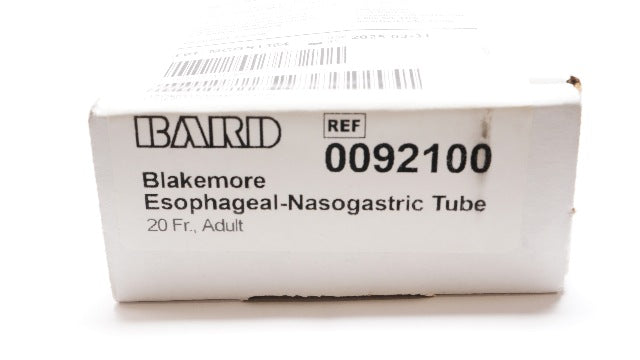 BARD
REF
0092100
Blakemore
Esophageal-Nasogastric Tube
20 Fr., Adult